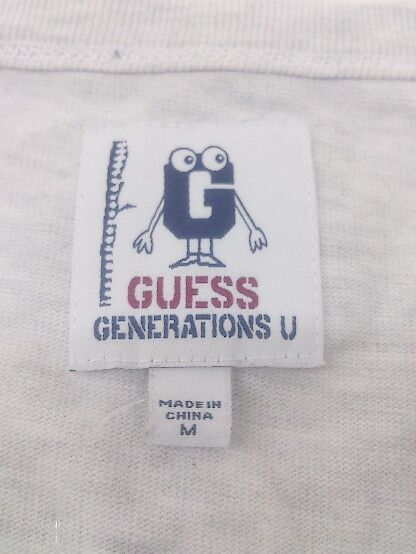 G
GUESS
GENERATIONS U
MADE IN
CHINA
M